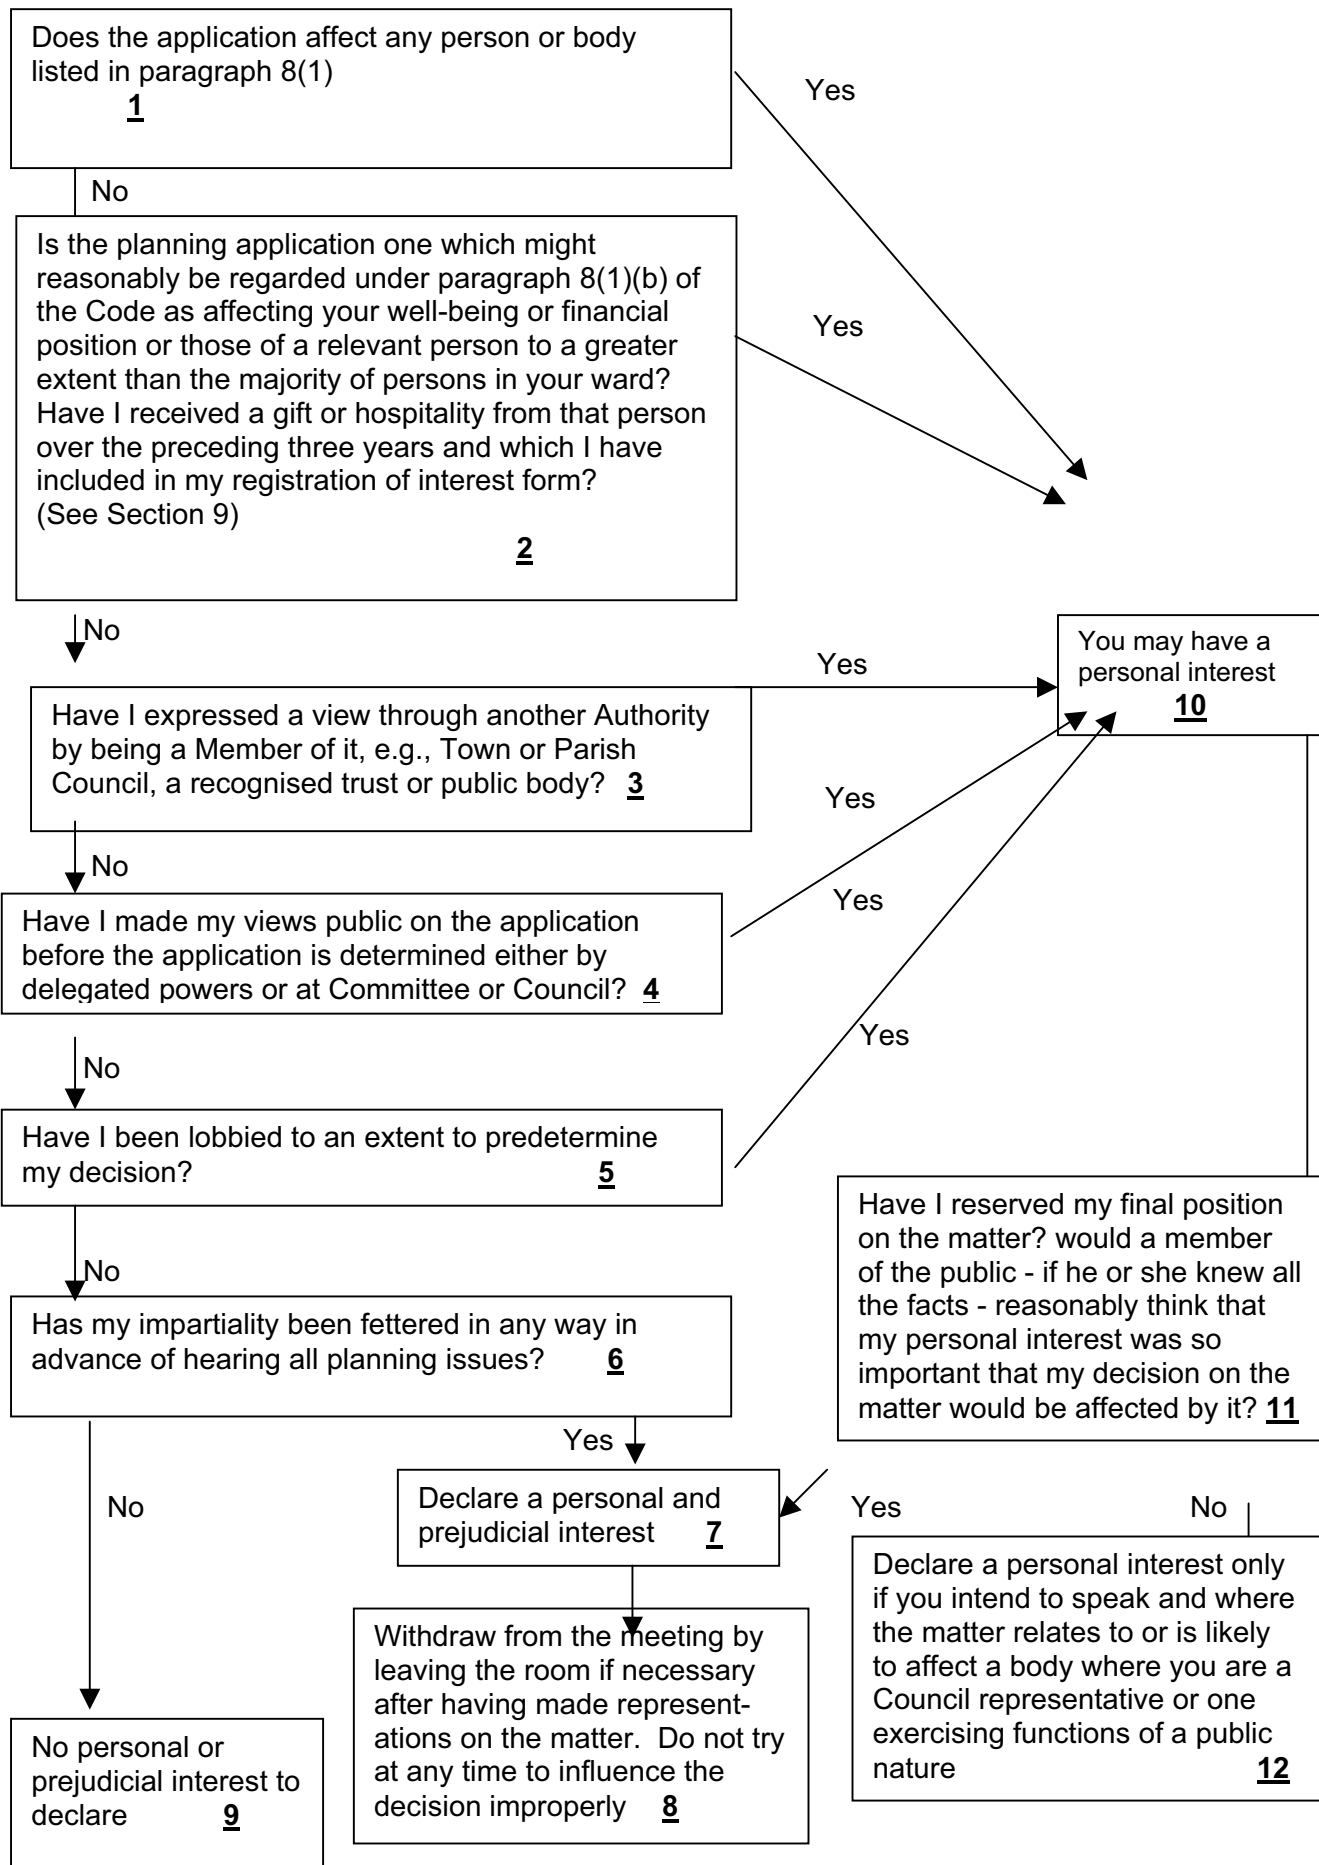 Does the application affect any person or body
listed in paragraph 8(1)
1
Yes
No
Is the planning application one which might
reasonably be regarded under paragraph 8(1)(b) of
the Code as affecting your well-being or financial
position or those of a relevant person to a greater
extent than the majority of persons in your ward?
Have I received a gift or hospitality from that person
over the preceding three years and which I have
included in my registration of interest form?
(See Section 9)
2
Yes
No
Have I expressed a view through another Authority
by being a Member of it, e.g., Town or Parish
Council, a recognised trust or public body? 3
Yes
You may have a
personal interest
10
No
Have I made my views public on the application
before the application is determined either by
delegated powers or at Committee or Council? 4
Yes
Yes
Yes
No
Have I been lobbied to an extent to predetermine
my decision? 5
No
Has my impartiality been fettered in any way in
advance of hearing all planning issues? 6
Have I reserved my final position
on the matter? would a member
of the public - if he or she knew all
the facts - reasonably think that
my personal interest was so
important that my decision on the
matter would be affected by it? 11
Yes
No
Declare a personal and
prejudicial interest 7
Yes
No
Withdraw from the meeting by
leaving the room if necessary
after having made represent-
ations on the matter. Do not try
at any time to influence the
decision improperly 8
Declare a personal interest only
if you intend to speak and where
the matter relates to or is likely
to affect a body where you are a
Council representative or one
exercising functions of a public
nature 12
No personal or
prejudicial interest to
declare 9